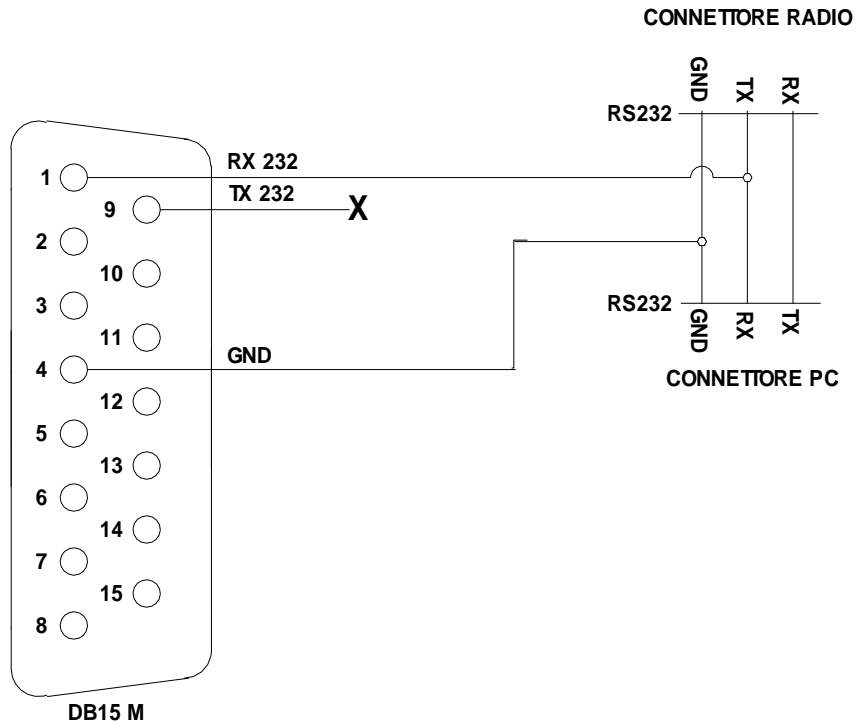 CONNETTORE RADIO
GND TX RX
RS232
1 RX 232
9 TX 232 X
2
10
3
RS232
11
GND RX TX
4 GND
CONNETTORE PC
12
5
13
6
14
7
15
8
DB15 M